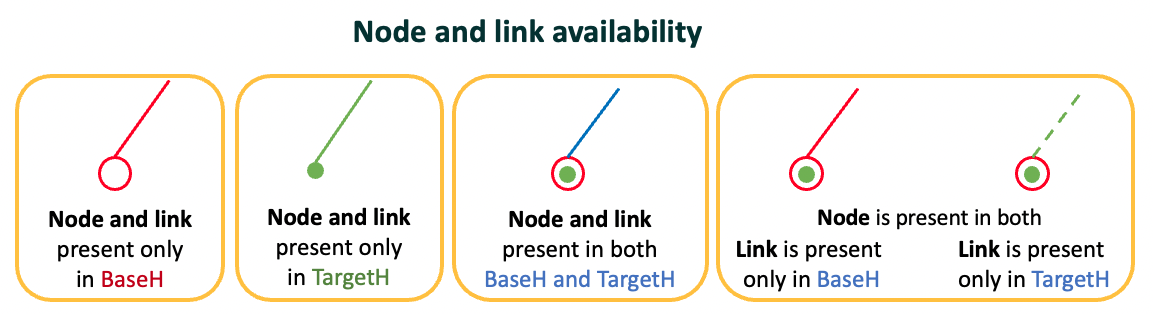 Node and link availability
Node and link
present only
in BaseH
Node and link
present only
in TargetH
Node and link
present in both
BaseH and TargetH
Node is present in both
Link is present
only in BaseH
Link is present
only in TargetH